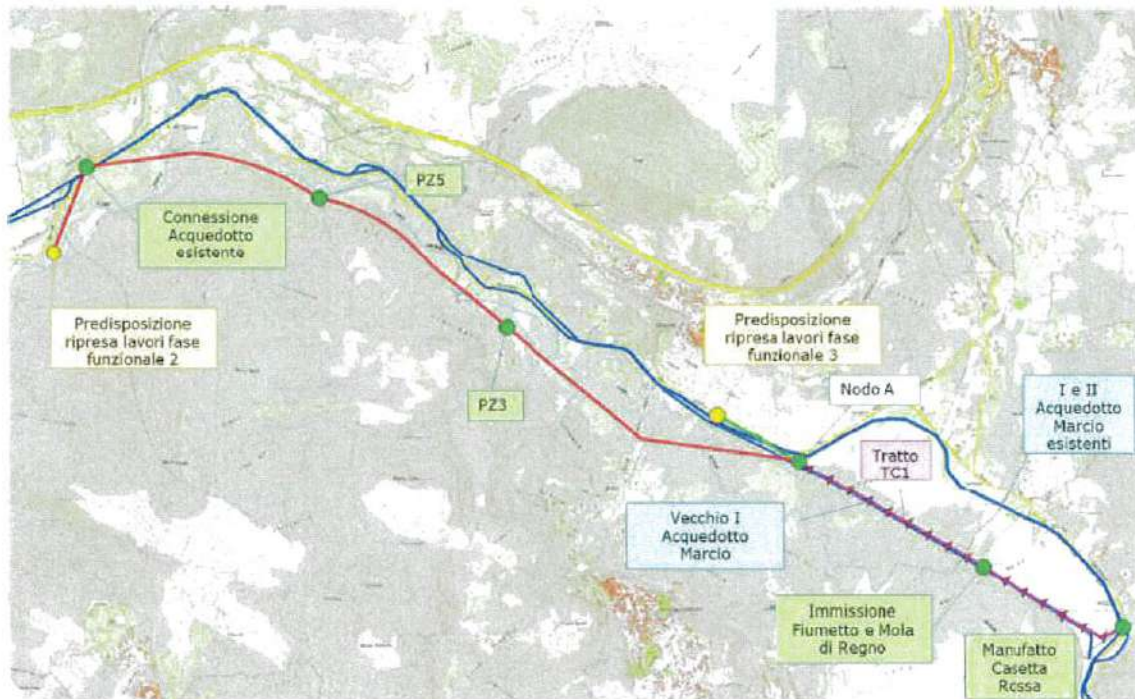 PZ5
Connessione
Acquedotto
esistente
Predisposizione
ripresa lavori fase
funzionale 2
Predisposizione
ripresa lavori fase
funzionale 3
PZ3
Nodo A
I e II
Acquedotto
Marcio
esistenti
Tratto
TC1
Vecchio I
Acquedotto
Marcio
Immissione
Fiumetto e Mola
di Regno
Manufatto
Casetta
Rossa